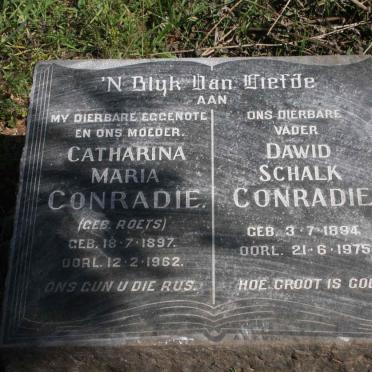 'N Blyk Van Liefde
AAN
MY DIERBARE EGGENOTE
EN ONS MOEDER.
CATHARINA
MARIA
CONRADIE.
(GEB. ROETS)
GEB. 18·7·1897.
OORL. 12·2·1962.
ONS GUN U DIE RUS.
ONS DIERBARE
VADER
DAWID
SCHALK
CONRADIE
GEB. 3·7·1894.
OORL. 21·6·1975
HOE GROOT IS GOD